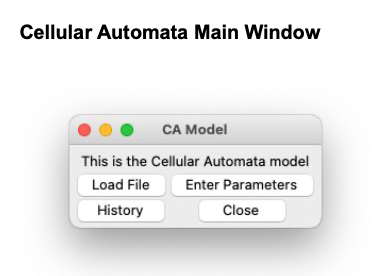 Cellular Automata Main Window
CA Model
This is the Cellular Automata model
Load File Enter Parameters
History Close